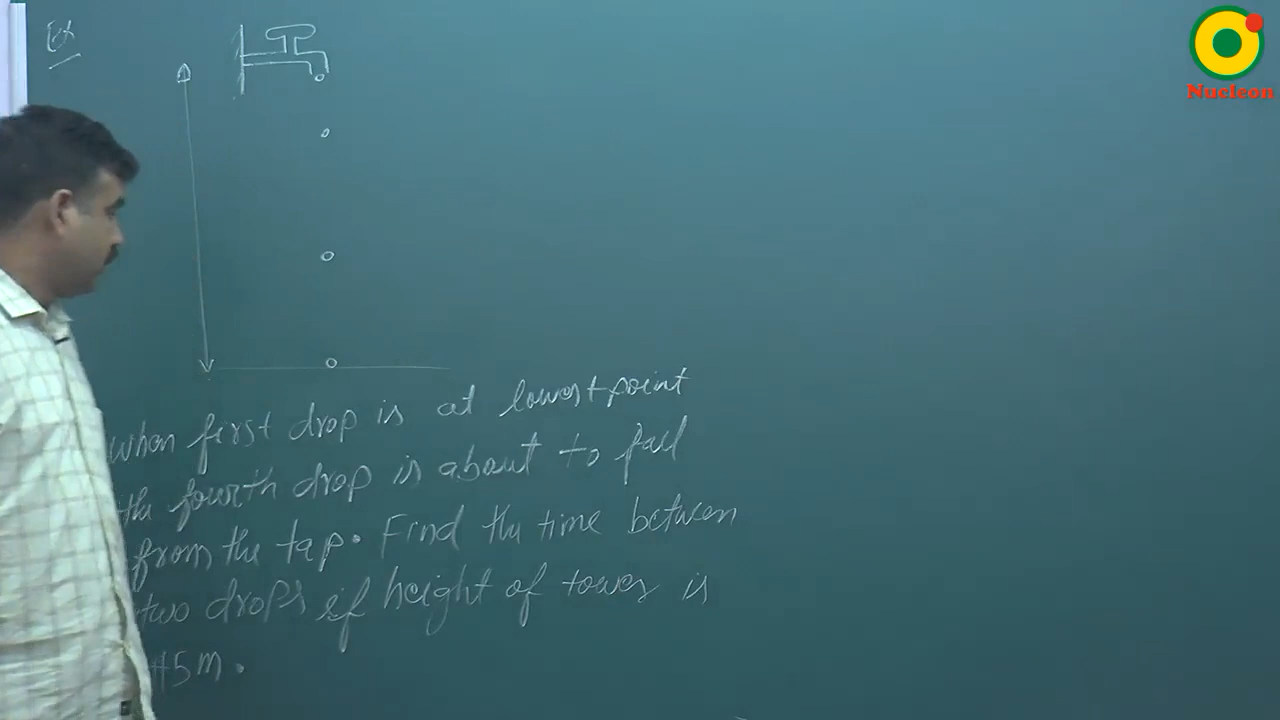 Ex
Nucleon
When first drop is at lowest point
the fourth drop is about to fall
from the tap. Find the time between
two drops if height of tower is
45m.